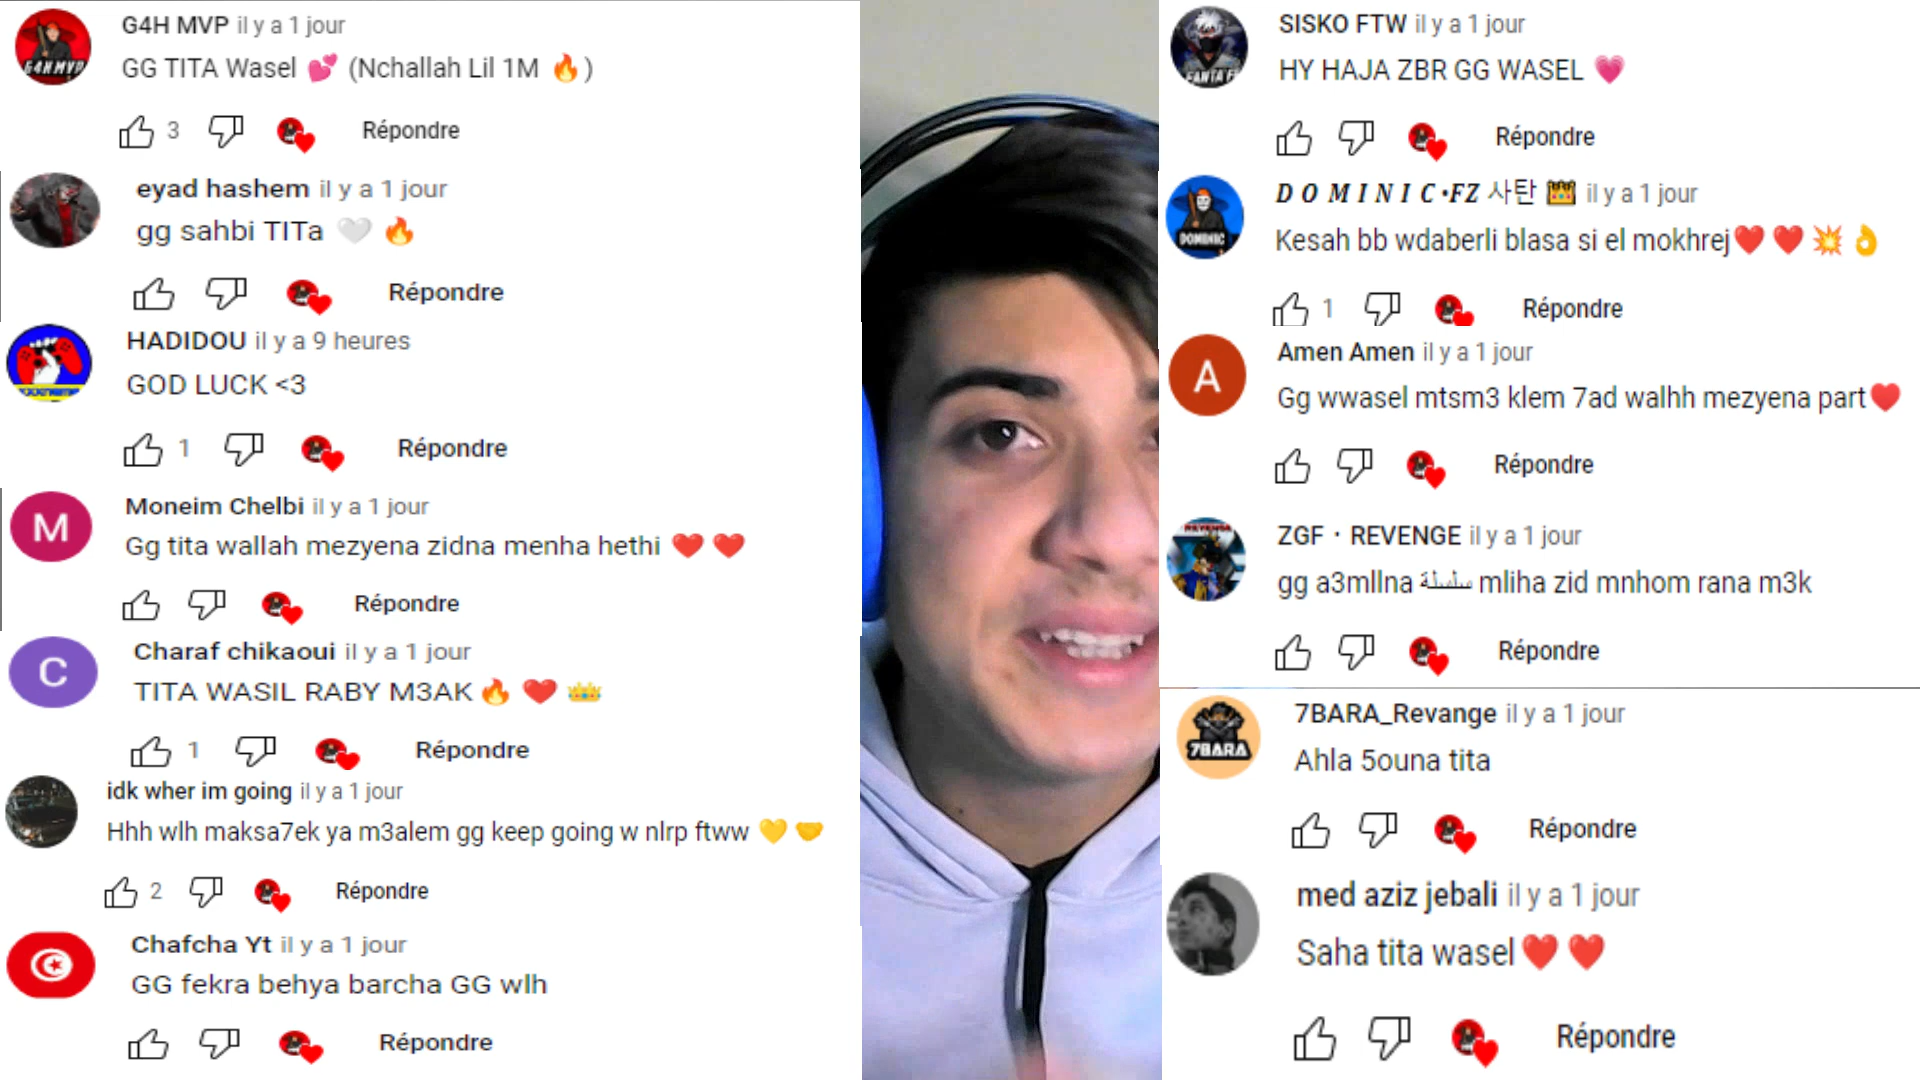 G4H MVP il y a 1 jour
GG TITA Wasel 💕 (Nchallah Lil 1M 🔥)
G4H.MVP
3 Répondre
eyad hashem il y a 1 jour
gg sahbi TITa 🤍 🔥
Répondre
HADIDOU il y a 9 heures
GOD LUCK <3
1 Répondre
M
Moneim Chelbi il y a 1 jour
Gg tita wallah mezyena zidna menha hethi ❤️ ❤️
Répondre
C
Charaf chikaoui il y a 1 jour
TITA WASIL RABY M3AK 🔥 ❤️ 👑
1 Répondre
idk wher im going il y a 1 jour
Hhh wlh maksa7ek ya m3alem gg keep going w nlrp ftww 💛 🤝
2 Répondre
Chafcha Yt il y a 1 jour
GG fekra behya barcha GG wlh
Répondre
SISKO FTW il y a 1 jour
HY HAJA ZBR GG WASEL 💗
Répondre
D O M I N I C •FZ 사탄 👑 il y a 1 jour
DOMINIC
Kesah bb wdaberli blasa si el mokhrej❤️ ❤️ 💥 👌
1 Répondre
A
Amen Amen il y a 1 jour
Gg wwasel mtsm3 klem 7ad walhh mezyena part❤️
Répondre
REVENGE
ZGF · REVENGE il y a 1 jour
gg a3mllna سلسلة mliha zid mnhom rana m3k
Répondre
7BARA_Revange il y a 1 jour
7BARA
Ahla 5ouna tita
Répondre
med aziz jebali il y a 1 jour
Saha tita wasel❤️ ❤️
Répondre